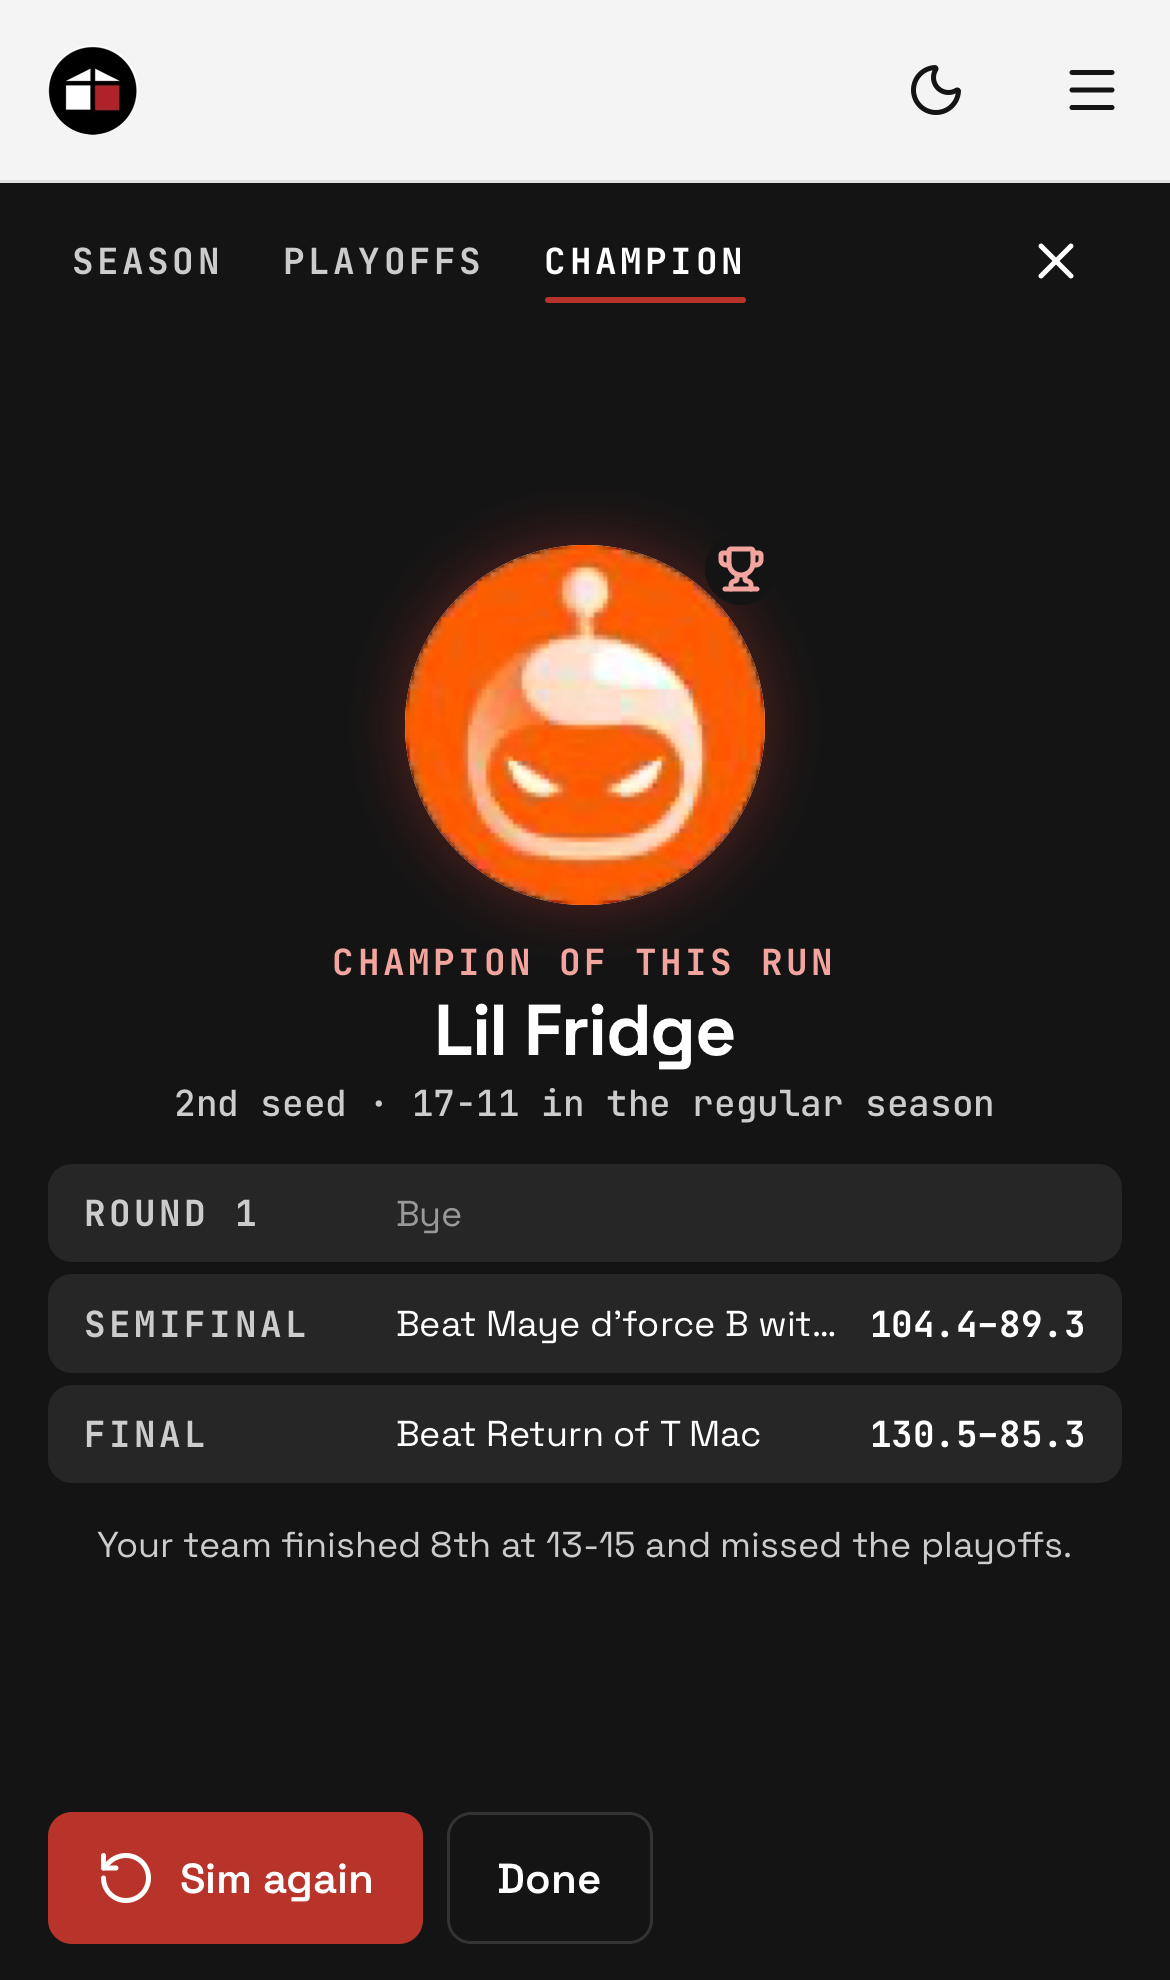 SEASON PLAYOFFS CHAMPION
CHAMPION OF THIS RUN
Lil Fridge
2nd seed · 17-11 in the regular season
ROUND 1 Bye
SEMIFINAL Beat Maye d’force B wit… 104.4–89.3
FINAL Beat Return of T Mac 130.5–85.3
Your team finished 8th at 13-15 and missed the playoffs.
Sim again Done